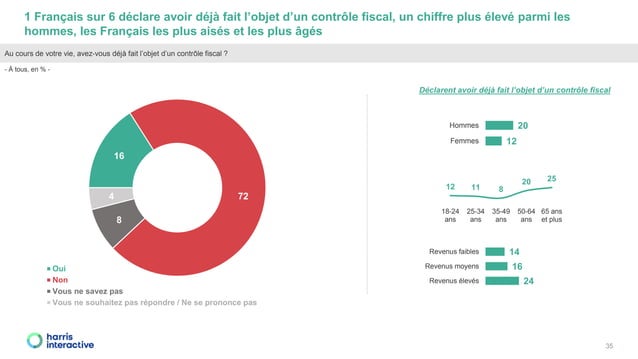 1 Français sur 6 déclare avoir déjà fait l’objet d’un contrôle fiscal, un chiffre plus élevé parmi les
hommes, les Français les plus aisés et les plus âgés
Au cours de votre vie, avez-vous déjà fait l’objet d’un contrôle fiscal ?
- À tous, en % -
16
72
4
8
Oui
Non
Vous ne savez pas
Vous ne souhaitez pas répondre / Ne se prononce pas
Déclarent avoir déjà fait l’objet d’un contrôle fiscal
Hommes 20
Femmes 12
12 11 8 20 25
18-24 25-34 35-49 50-64 65 ans
ans ans ans ans et plus
Revenus faibles 14
Revenus moyens 16
Revenus élevés 24
harris
interactive
35